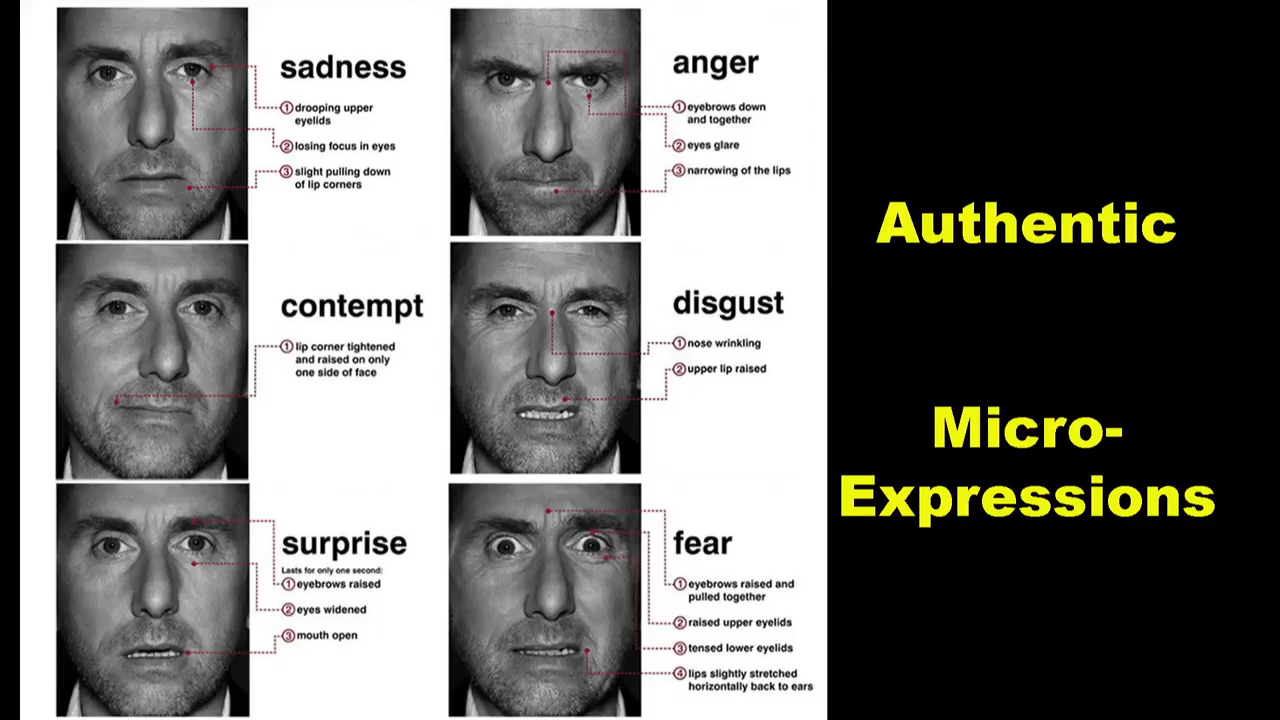 sadness
1 drooping upper
eyelids
2 losing focus in eyes
3 slight pulling down
of lip corners
anger
1 eyebrows down
and together
2 eyes glare
3 narrowing of the lips
contempt
1 lip corner tightened
and raised on only
one side of face
disgust
1 nose wrinkling
2 upper lip raised
surprise
Lasts for only one second:
1 eyebrows raised
2 eyes widened
3 mouth open
fear
1 eyebrows raised and
pulled together
2 raised upper eyelids
3 tensed lower eyelids
4 lips slightly stretched
horizontally back to ears
Authentic
Micro-
Expressions